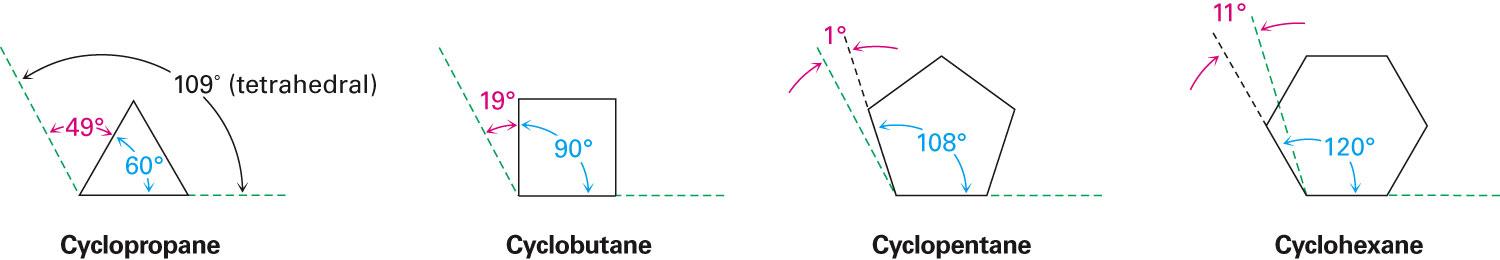 109° (tetrahedral)
49°
60°
Cyclopropane
19°
90°
Cyclobutane
1°
108°
Cyclopentane
11°
120°
Cyclohexane